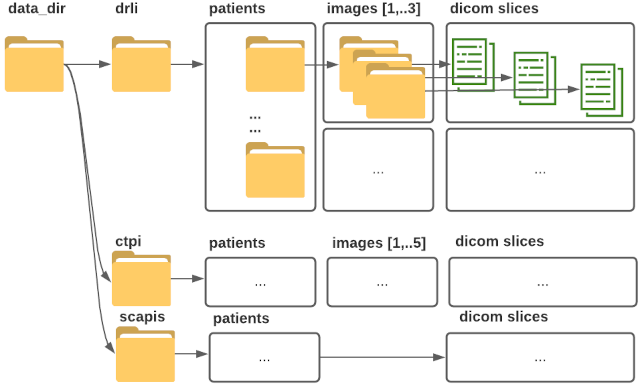 data_dir drli patients images [1,..3] dicom slices
...
...
... ...
ctpi patients images [1,..5] dicom slices
... ... ...
scapis patients dicom slices
... ...